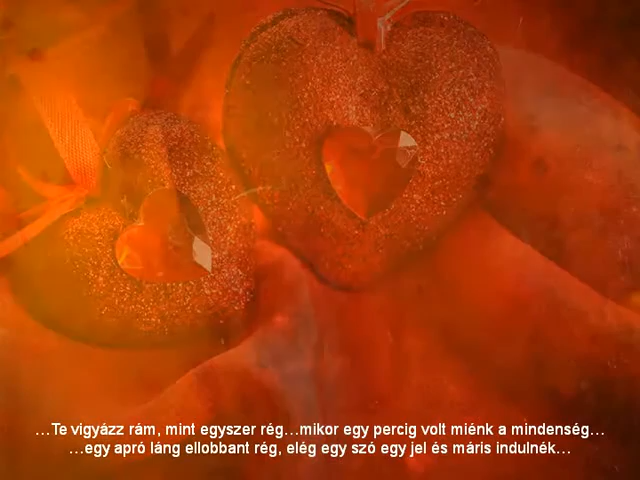 …Te vigyázz rám, mint egyszer rég…mikor egy percig volt miénk a mindenség…
…egy apró láng ellobbant rég, elég egy szó egy jel és máris indulnék…